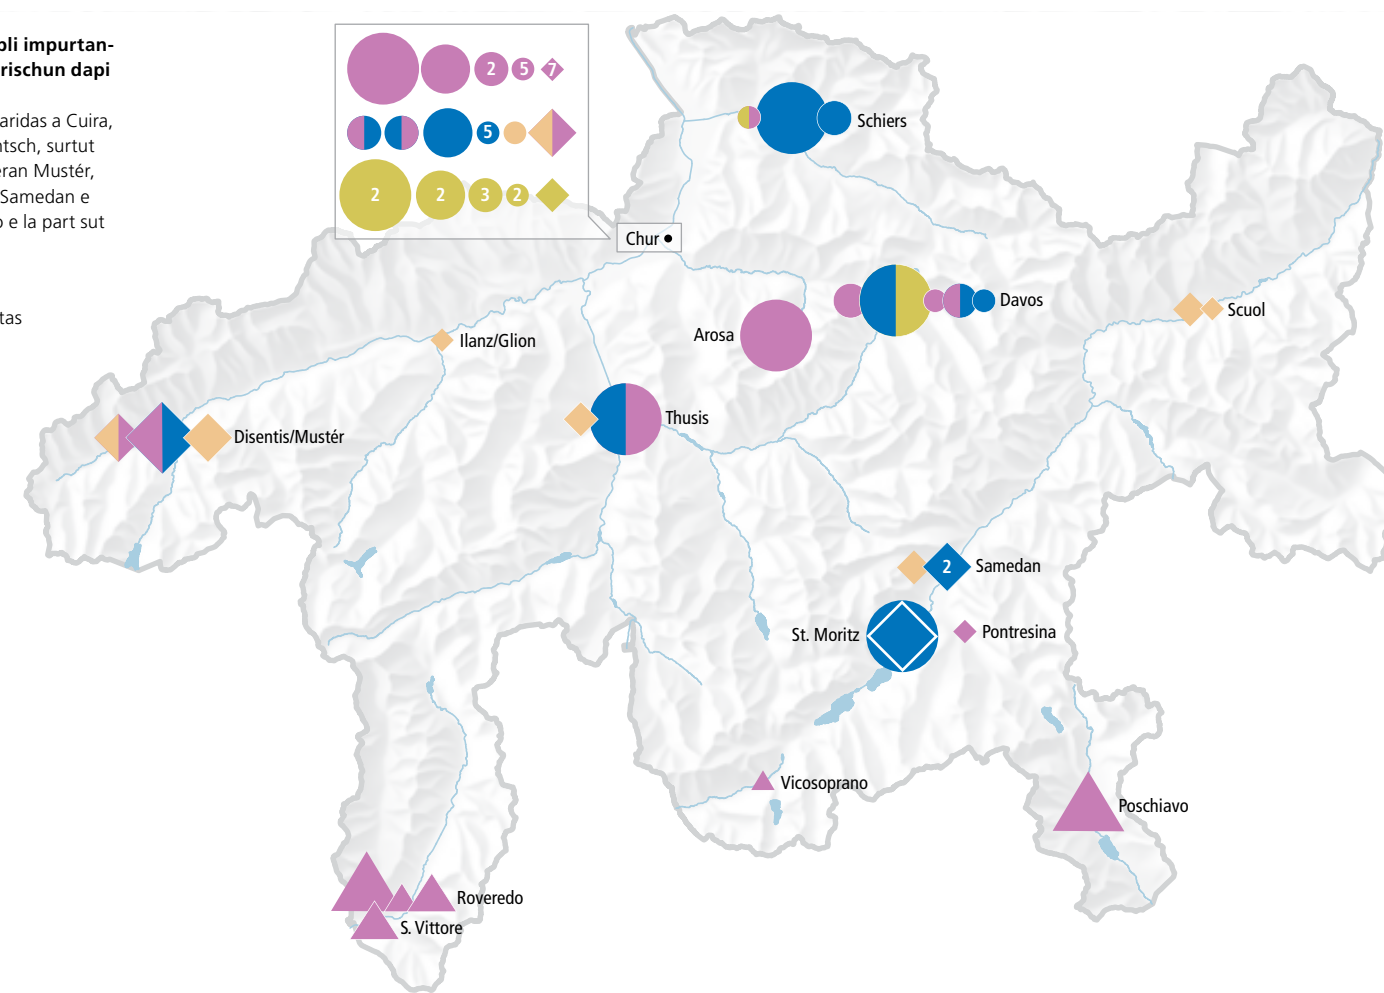 pli impurtan-
rischun dapi
aridas a Cuira,
ntsch, surtut
eran Mustér,
Samedan e
o e la part sut
tas
2 5 7
5
2 2 3 2
Chur
Schiers
Davos
Arosa
Scuol
Ilanz/Glion
Thusis
Disentis/Mustér
2
Samedan
St. Moritz
Pontresina
Vicosoprano
Poschiavo
Roveredo
S. Vittore